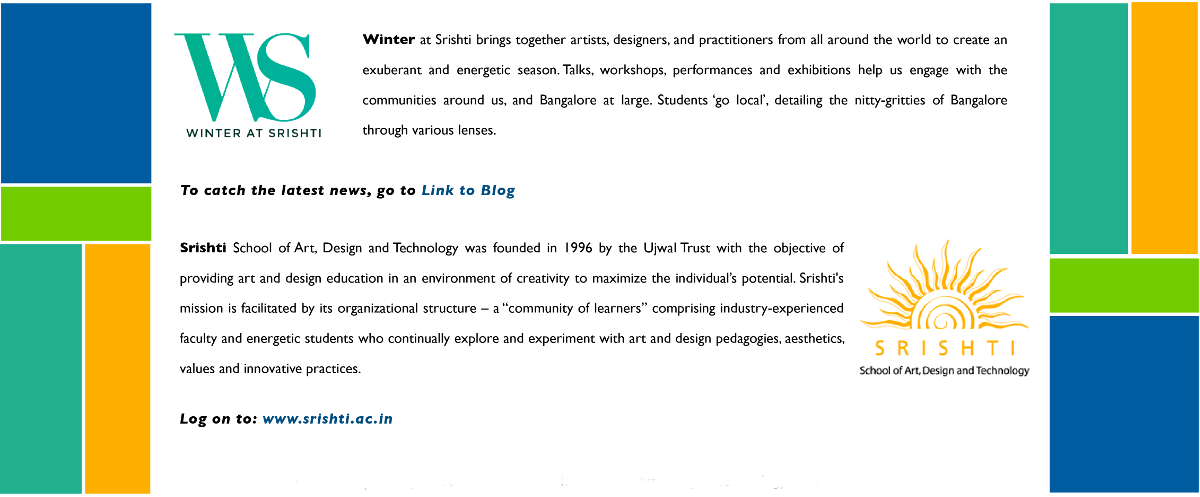 WS
WINTER AT SRISHTI
Winter at Srishti brings together artists, designers, and practitioners from all around the world to create an
exuberant and energetic season. Talks, workshops, performances and exhibitions help us engage with the
communities around us, and Bangalore at large. Students ‘go local’, detailing the nitty-gritties of Bangalore
through various lenses.
To catch the latest news, go to Link to Blog
Srishti School of Art, Design and Technology was founded in 1996 by the Ujwal Trust with the objective of
providing art and design education in an environment of creativity to maximize the individual’s potential. Srishti's
mission is facilitated by its organizational structure – a “community of learners” comprising industry-experienced
faculty and energetic students who continually explore and experiment with art and design pedagogies, aesthetics,
values and innovative practices.
SRISHTI
School of Art, Design and Technology
Log on to: www.srishti.ac.in